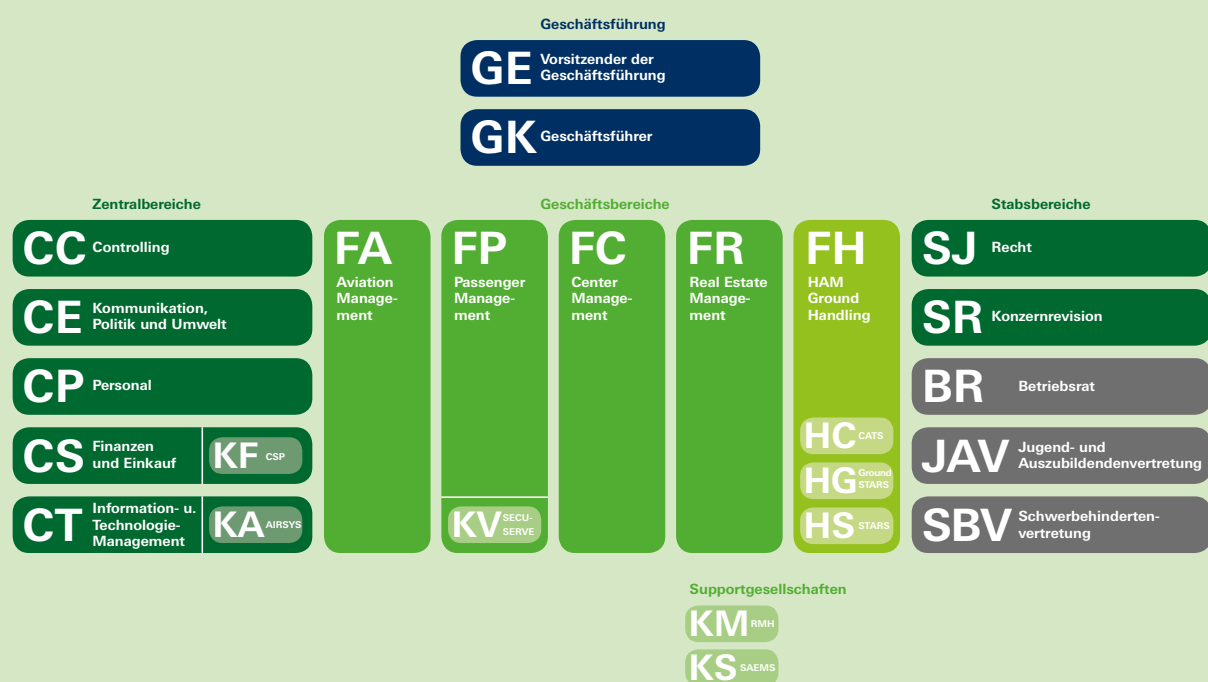 Geschäftsführung
GE Vorsitzender der
Geschäftsführung
GK Geschäftsführer
Zentralbereiche
CC Controlling
CE Kommunikation,
Politik und Umwelt
CP Personal
CS Finanzen
und Einkauf
KF CSP
CT Information- u.
Technologie-
Management
KA AIRSYS
Geschäftsbereiche
FA
Aviation
Manage-
ment
FP
Passenger
Manage-
ment
KV SECU-
SERVE
FC
Center
Manage-
ment
FR
Real Estate
Manage-
ment
FH
HAM
Ground
Handling
HC CATS
HG Ground
STARS
HS STARS
Stabsbereiche
SJ Recht
SR Konzernrevision
BR Betriebsrat
JAV Jugend- und
Auszubildendenvertretung
SBV Schwerbehinderten-
vertretung
Supportgesellschaften
KM RMH
KS SAEMS